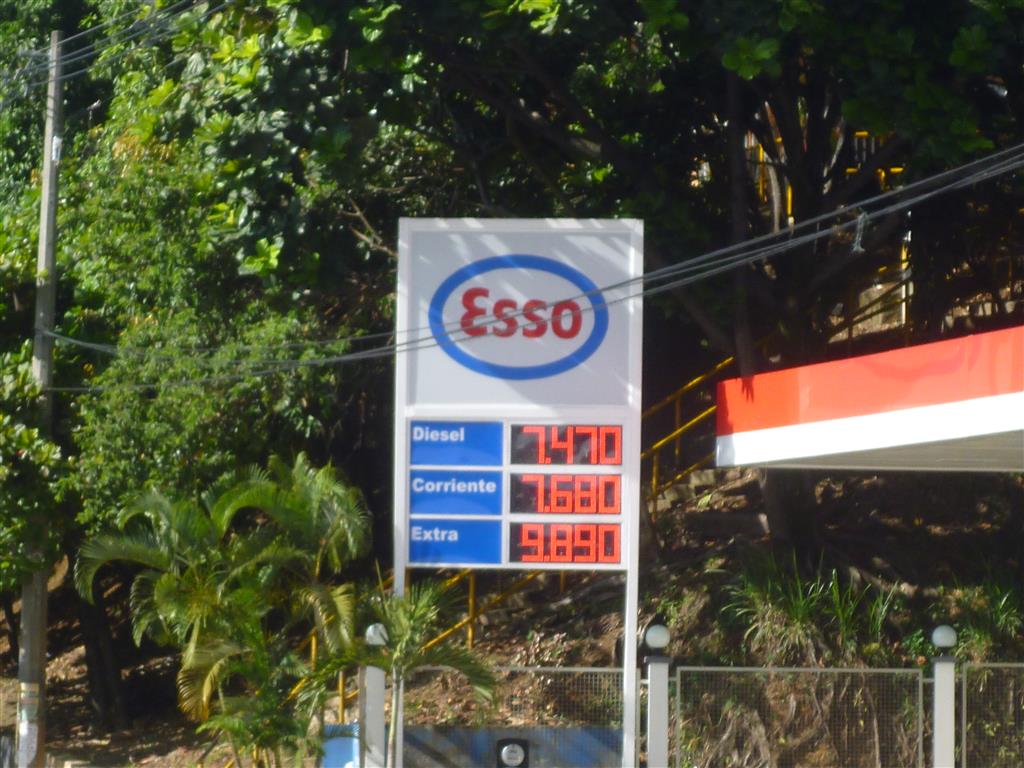 Esso
Diesel 7.470
Corriente 7.680
Extra 9.890